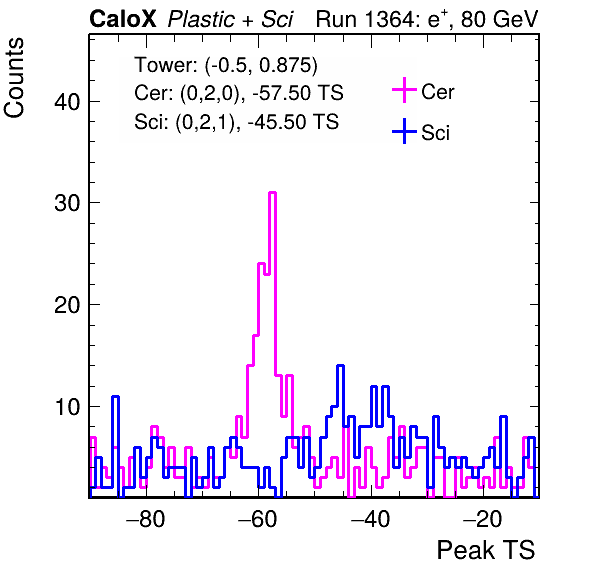 CaloX Plastic + Sci Run 1364: e+, 80 GeV
Counts
Tower: (-0.5, 0.875)
Cer: (0,2,0), -57.50 TS
Sci: (0,2,1), -45.50 TS
Cer
Sci
40
30
20
10
−80 −60 −40 −20
Peak TS